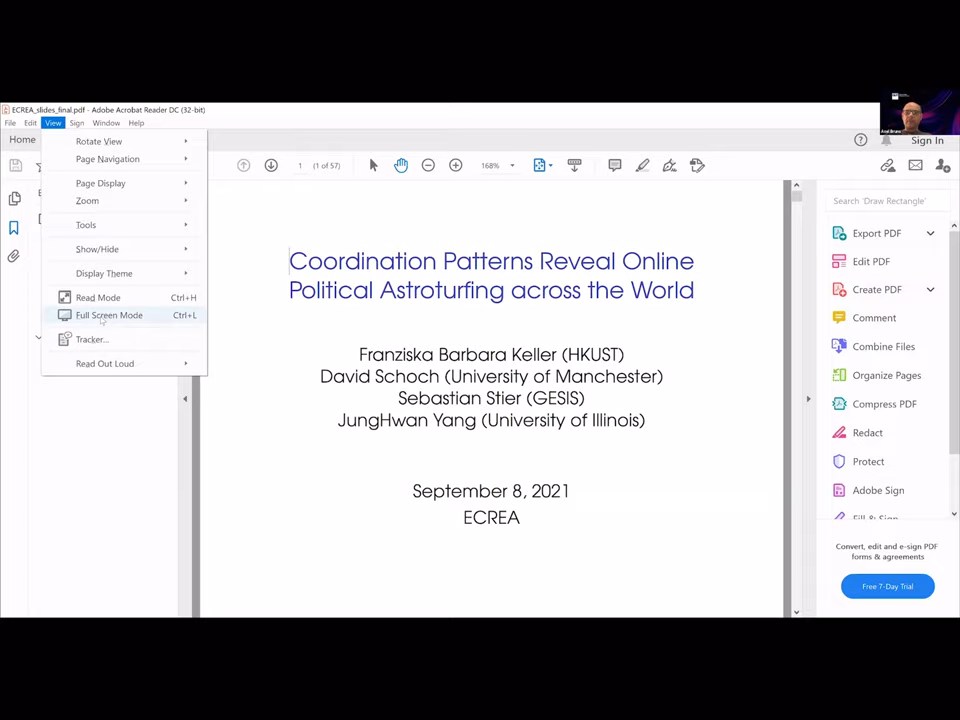 ECREA_slides_final.pdf - Adobe Acrobat Reader DC (32-bit)
File Edit View Sign Window Help
Home
Sign In
Axel Bruns
1 (1 of 57)
168%
Rotate View
Page Navigation
Page Display
Zoom
Tools
Show/Hide
Display Theme
Read Mode Ctrl+H
Full Screen Mode Ctrl+L
Tracker...
Read Out Loud
Coordination Patterns Reveal Online
Political Astroturfing across the World
Franziska Barbara Keller (HKUST)
David Schoch (University of Manchester)
Sebastian Stier (GESIS)
JungHwan Yang (University of Illinois)
September 8, 2021
ECREA
Search 'Draw Rectangle'
Export PDF
Edit PDF
Create PDF
Comment
Combine Files
Organize Pages
Compress PDF
Redact
Protect
Adobe Sign
Fill & Sign
Convert, edit and e-sign PDF
forms & agreements
Free 7-Day Trial